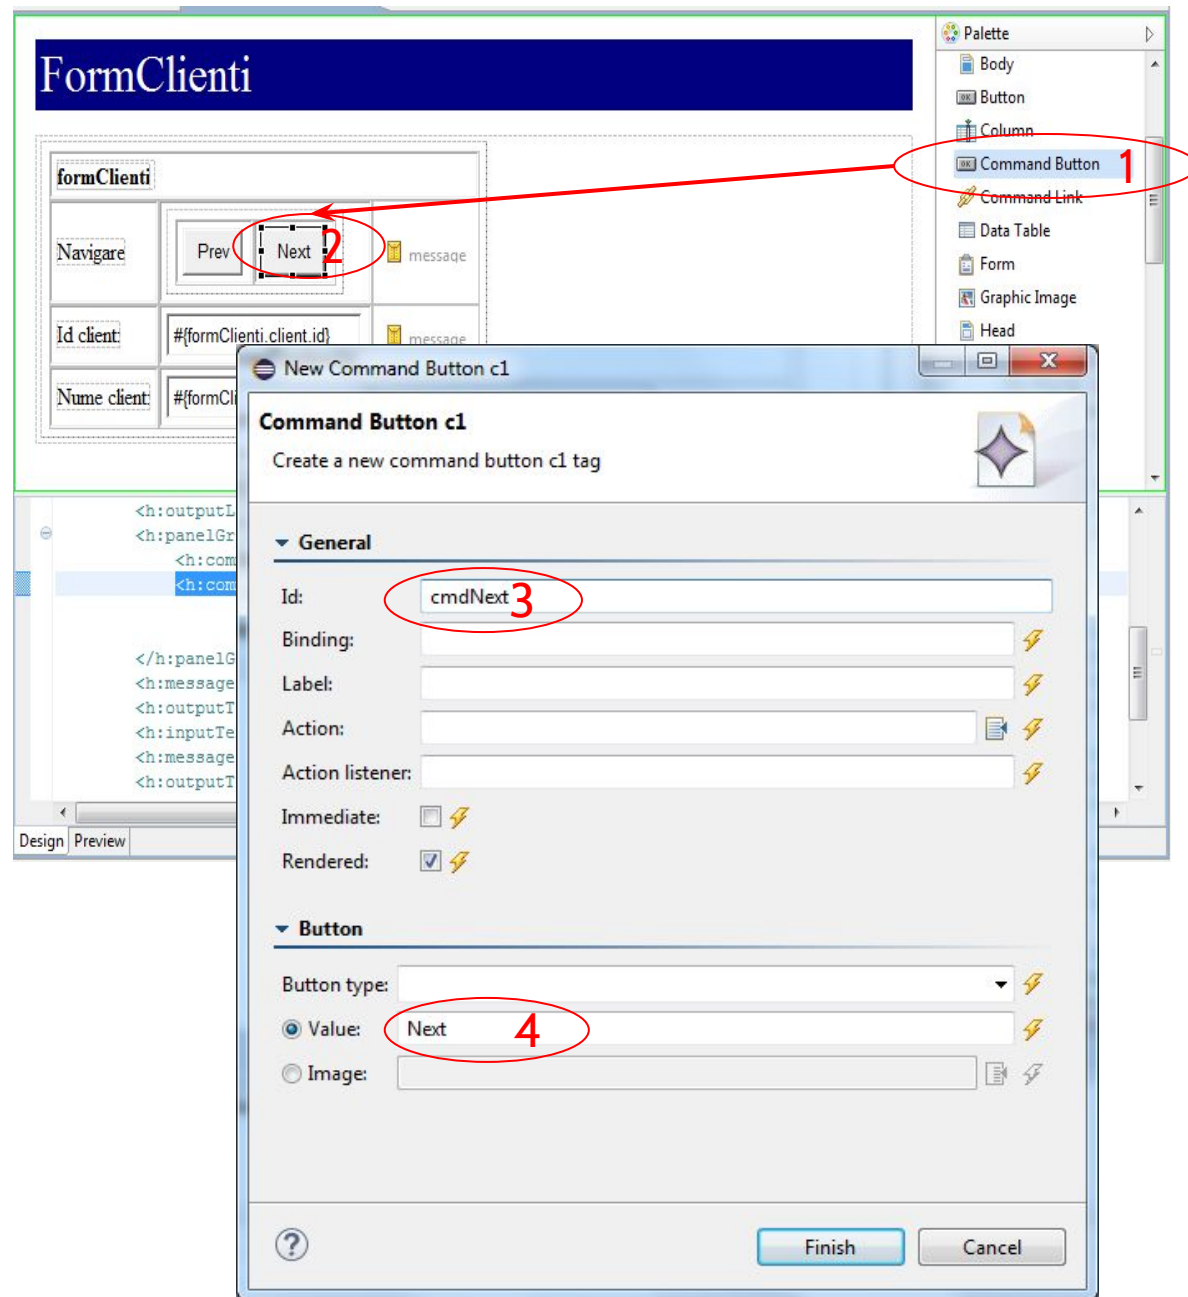 FormClienti
Palette
Body
Button
Column
Command Button 1
Command Link
Data Table
Form
Graphic Image
Head
formClienti
Navigare Prev Next 2 message
Id client: #{formClienti.client.id} message
Nume client: #{formCli
New Command Button c1
Command Button c1
Create a new command button c1 tag
<h:outputL
<h:panelGr
<h:com
<h:com
</h:panelG
<h:message
<h:outputT
<h:inputTe
<h:message
<h:outputT
Design Preview
General
Id: cmdNext 3
Binding:
Label:
Action:
Action listener:
Immediate:
Rendered:
Button
Button type:
Value: Next 4
Image:
? Finish Cancel